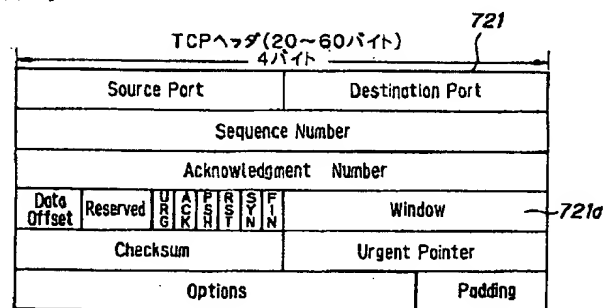 721
TCPヘッダ(20〜60バイト)
4バイト
Source Port Destination Port
Sequence Number
Acknowledgment Number
Data Offset Reserved URG ACK PSH RST SYN FIN Window 721a
Checksum Urgent Pointer
Options Padding